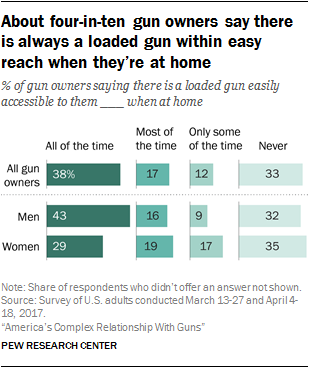 About four-in-ten gun owners say there
is always a loaded gun within easy
reach when they're at home
% of gun owners saying there is a loaded gun easily
accessible to them ___ when at home
All of the time
Most of
the time
Only some
of the time
Never
All gun
owners
38%
17
12
33
Men
43
16
9
32
Women
29
19
17
35
Note: Share of respondents who didn't offer an answer not shown.
Source: Survey of U.S. adults conducted March 13-27 and April 4-
18, 2017.
"America's Complex Relationship With Guns"
PEW RESEARCH CENTER